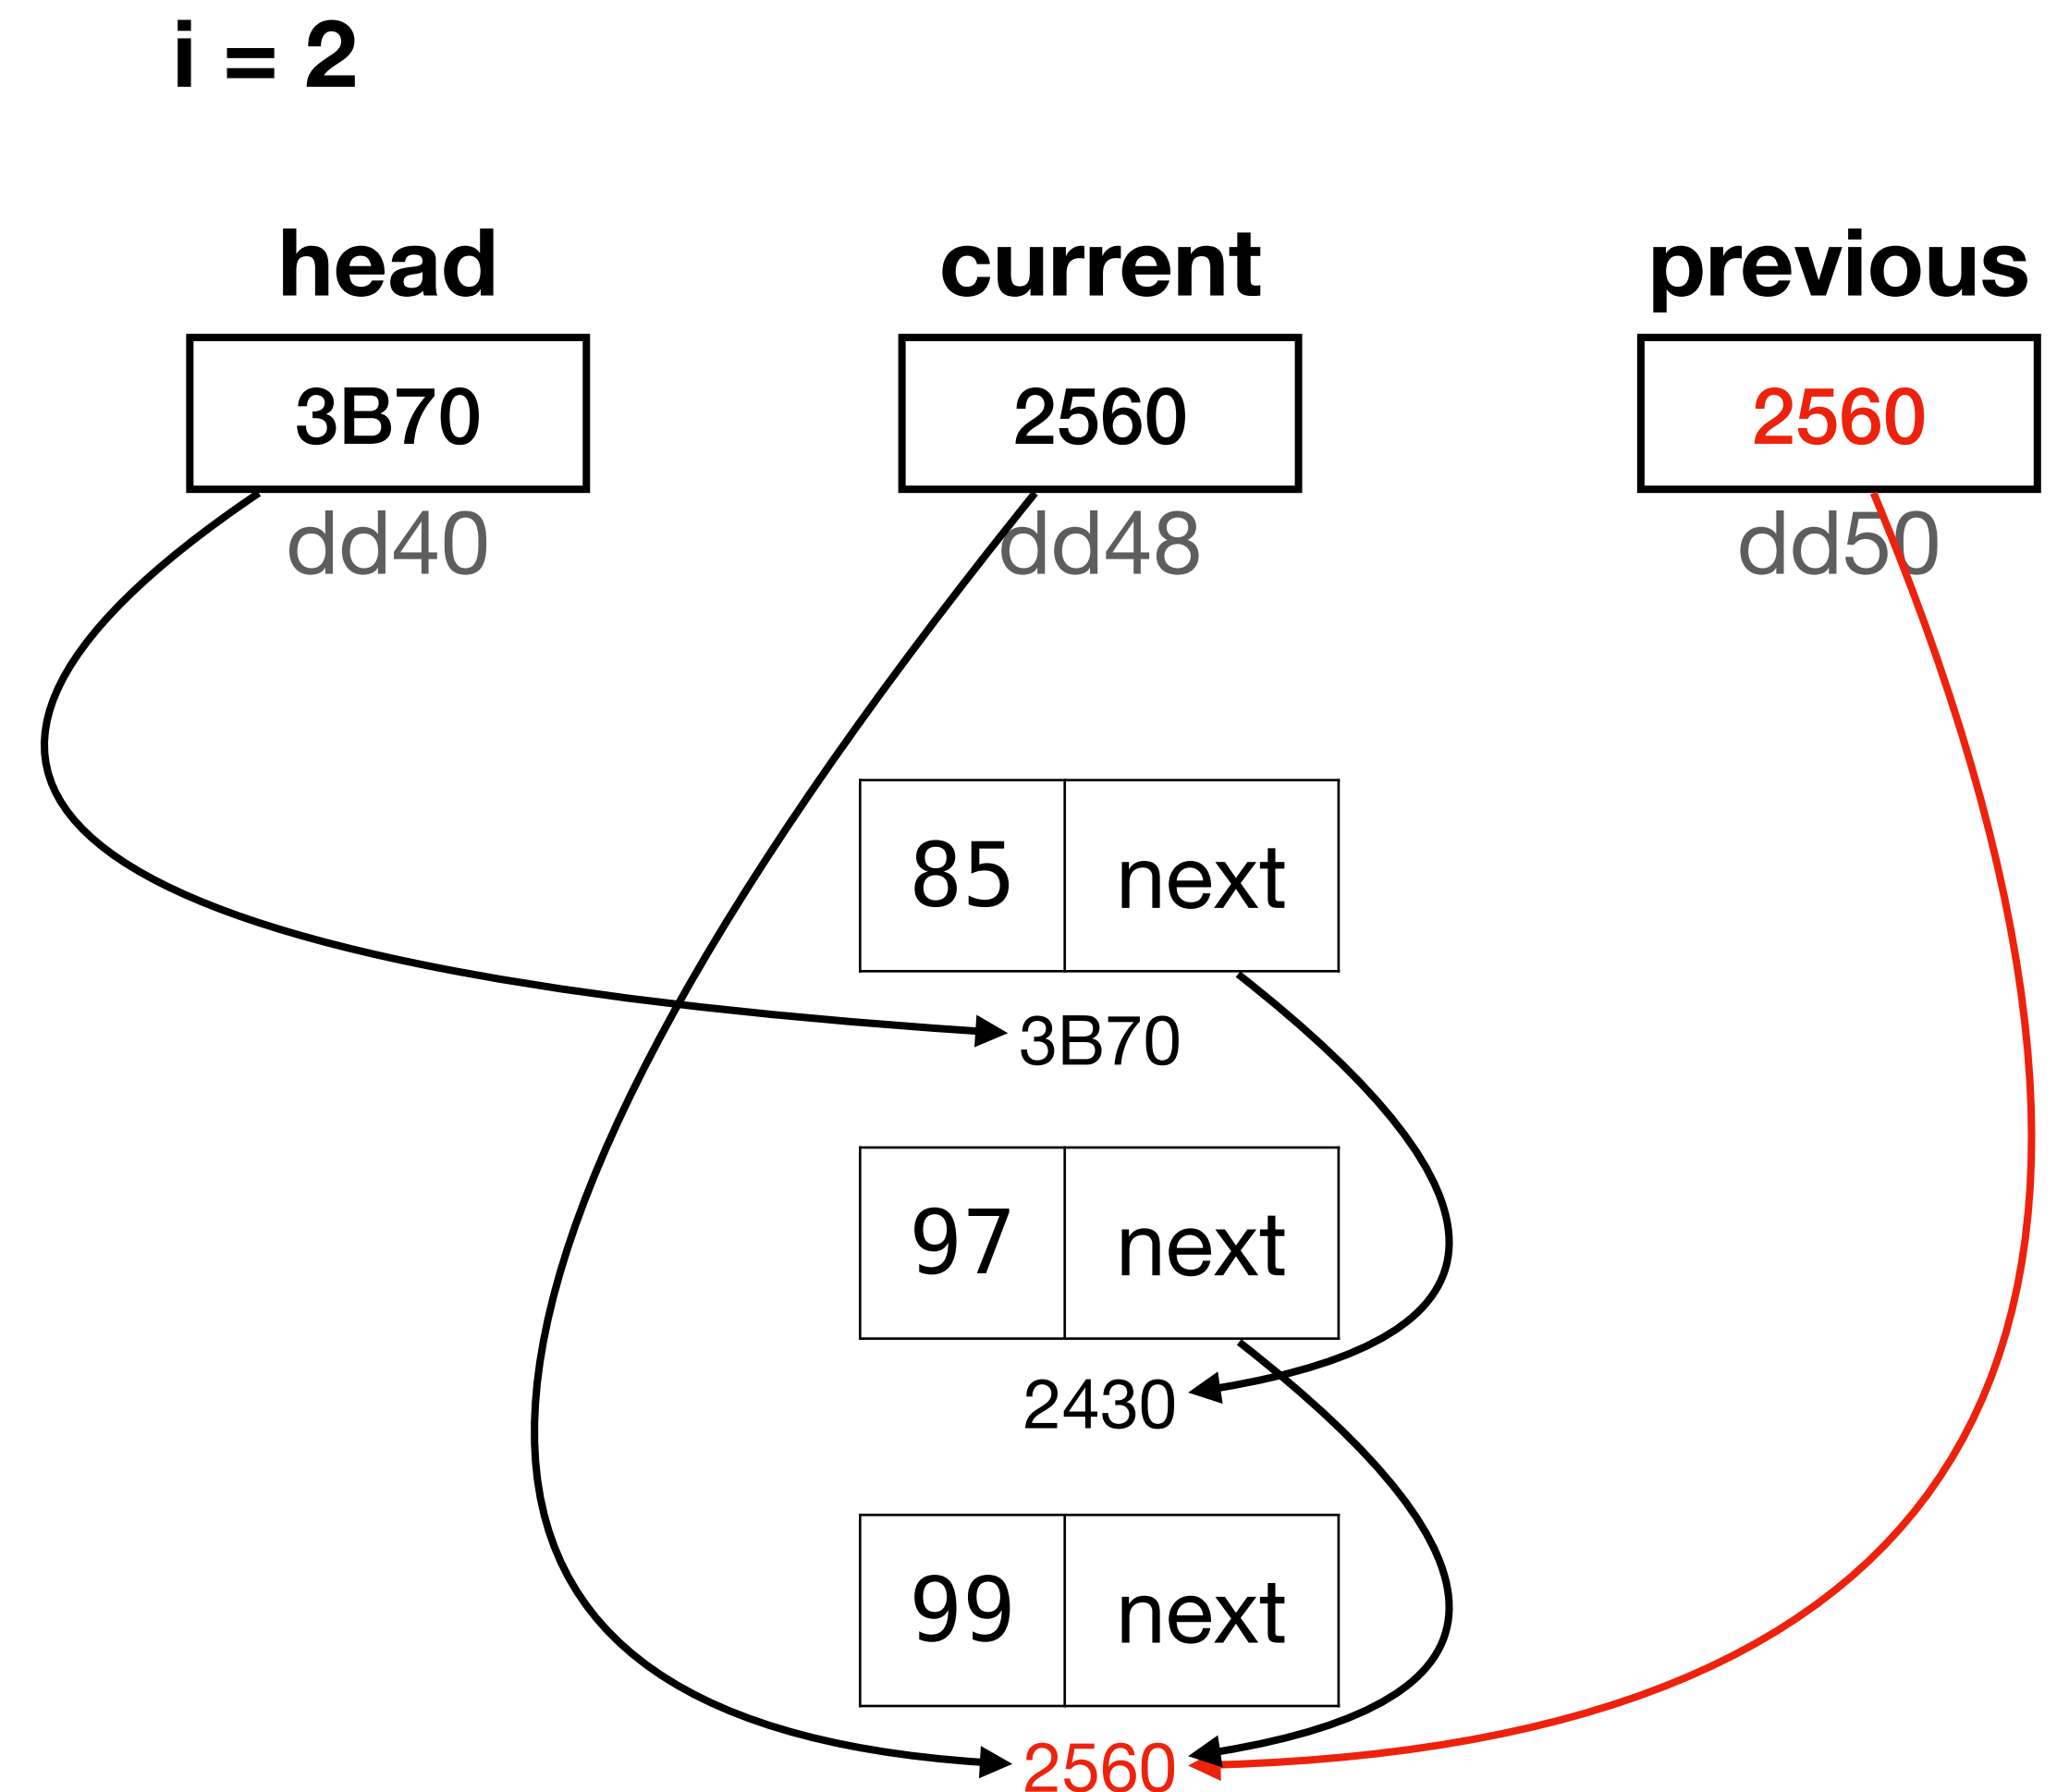 i = 2
head current previous
3B70 2560 2560
dd40 dd48 dd50
85 next
3B70
97 next
2430
99 next
2560